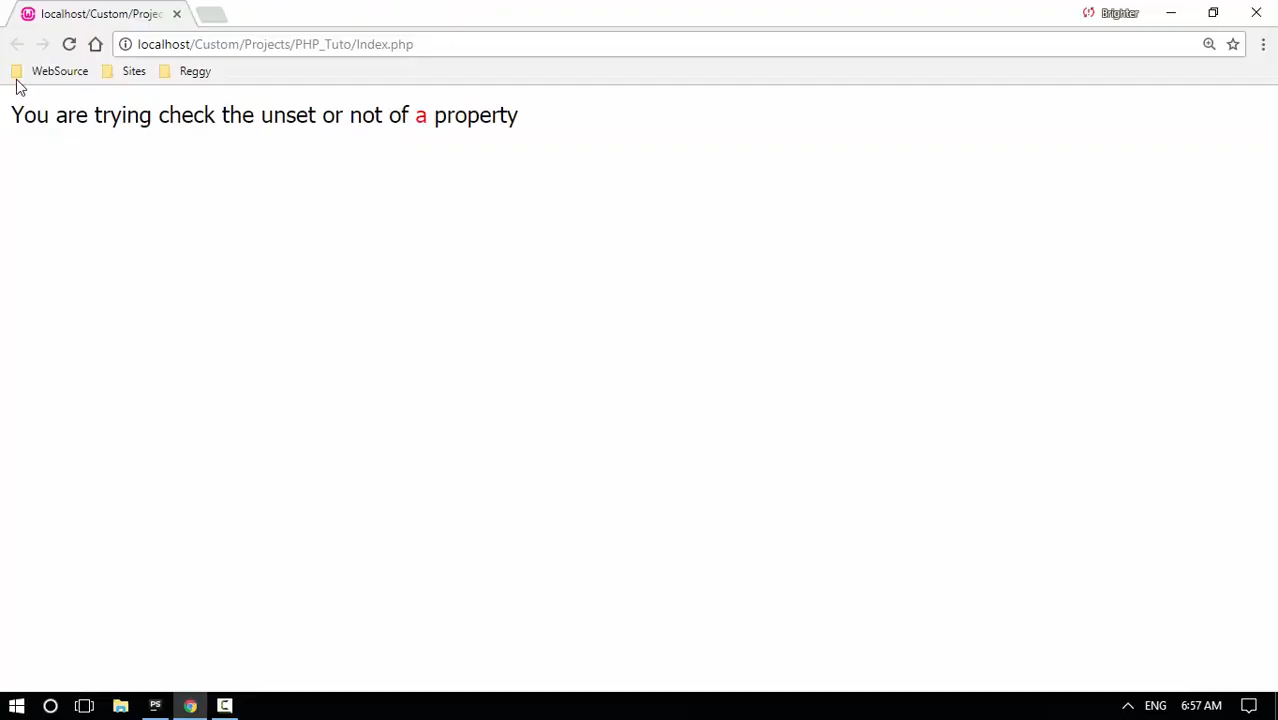 localhost/Custom/Projec
Brighter
localhost/Custom/Projects/PHP_Tuto/Index.php
WebSource Sites Reggy
You are trying check the unset or not of a property
PS ENG 6:57 AM